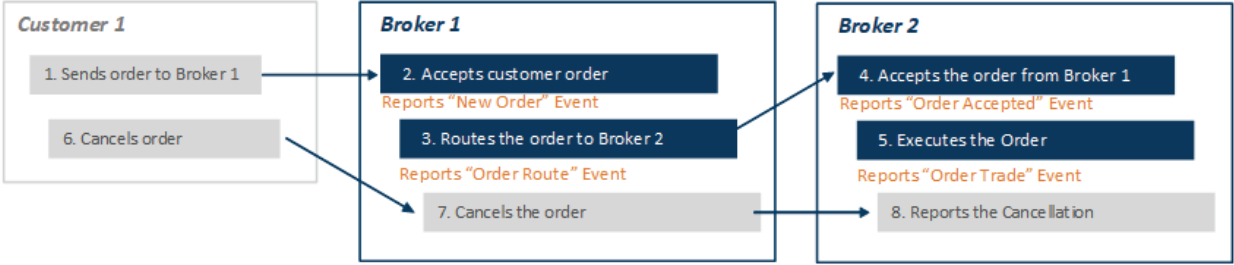 Customer 1
1. Sends order to Broker 1
6. Cancels order
Broker 1
2. Accepts customer order
Reports “New Order” Event
3. Routes the order to Broker 2
Reports “Order Route” Event
7. Cancels the order
Broker 2
4. Accepts the order from Broker 1
Reports “Order Accepted” Event
5. Executes the Order
Reports “Order Trade” Event
8. Reports the Cancellation